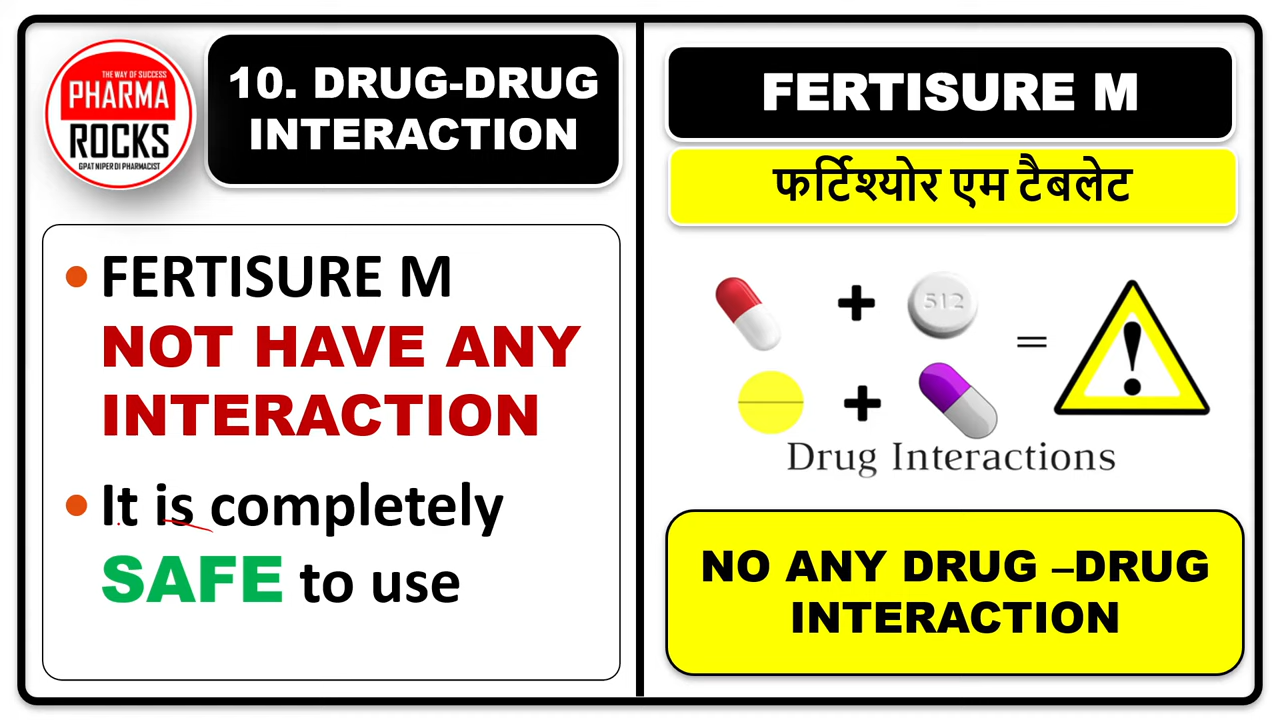 THE WAY OF SUCCESS
PHARMA
ROCKS
GPAT NIPER DI PHARMACIST
10. DRUG-DRUG
INTERACTION
• FERTISURE M
NOT HAVE ANY
INTERACTION
• It is completely
SAFE to use
FERTISURE M
फर्टिश्योर एम टैबलेट
+ 512
=
+
Drug Interactions
NO ANY DRUG –DRUG
INTERACTION